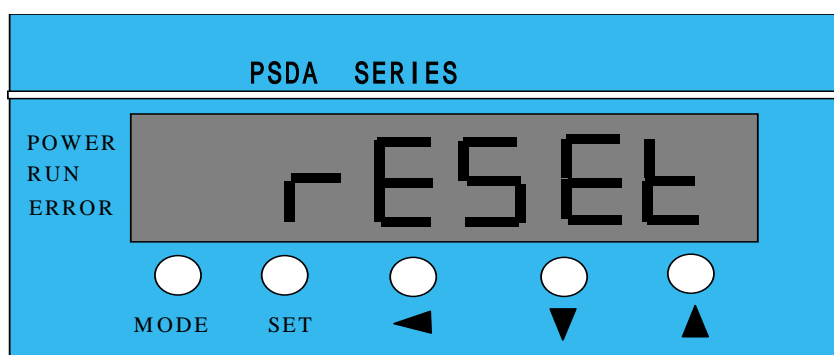 PSDA SERIES
POWER
RUN
ERROR
rESEt
MODE SET